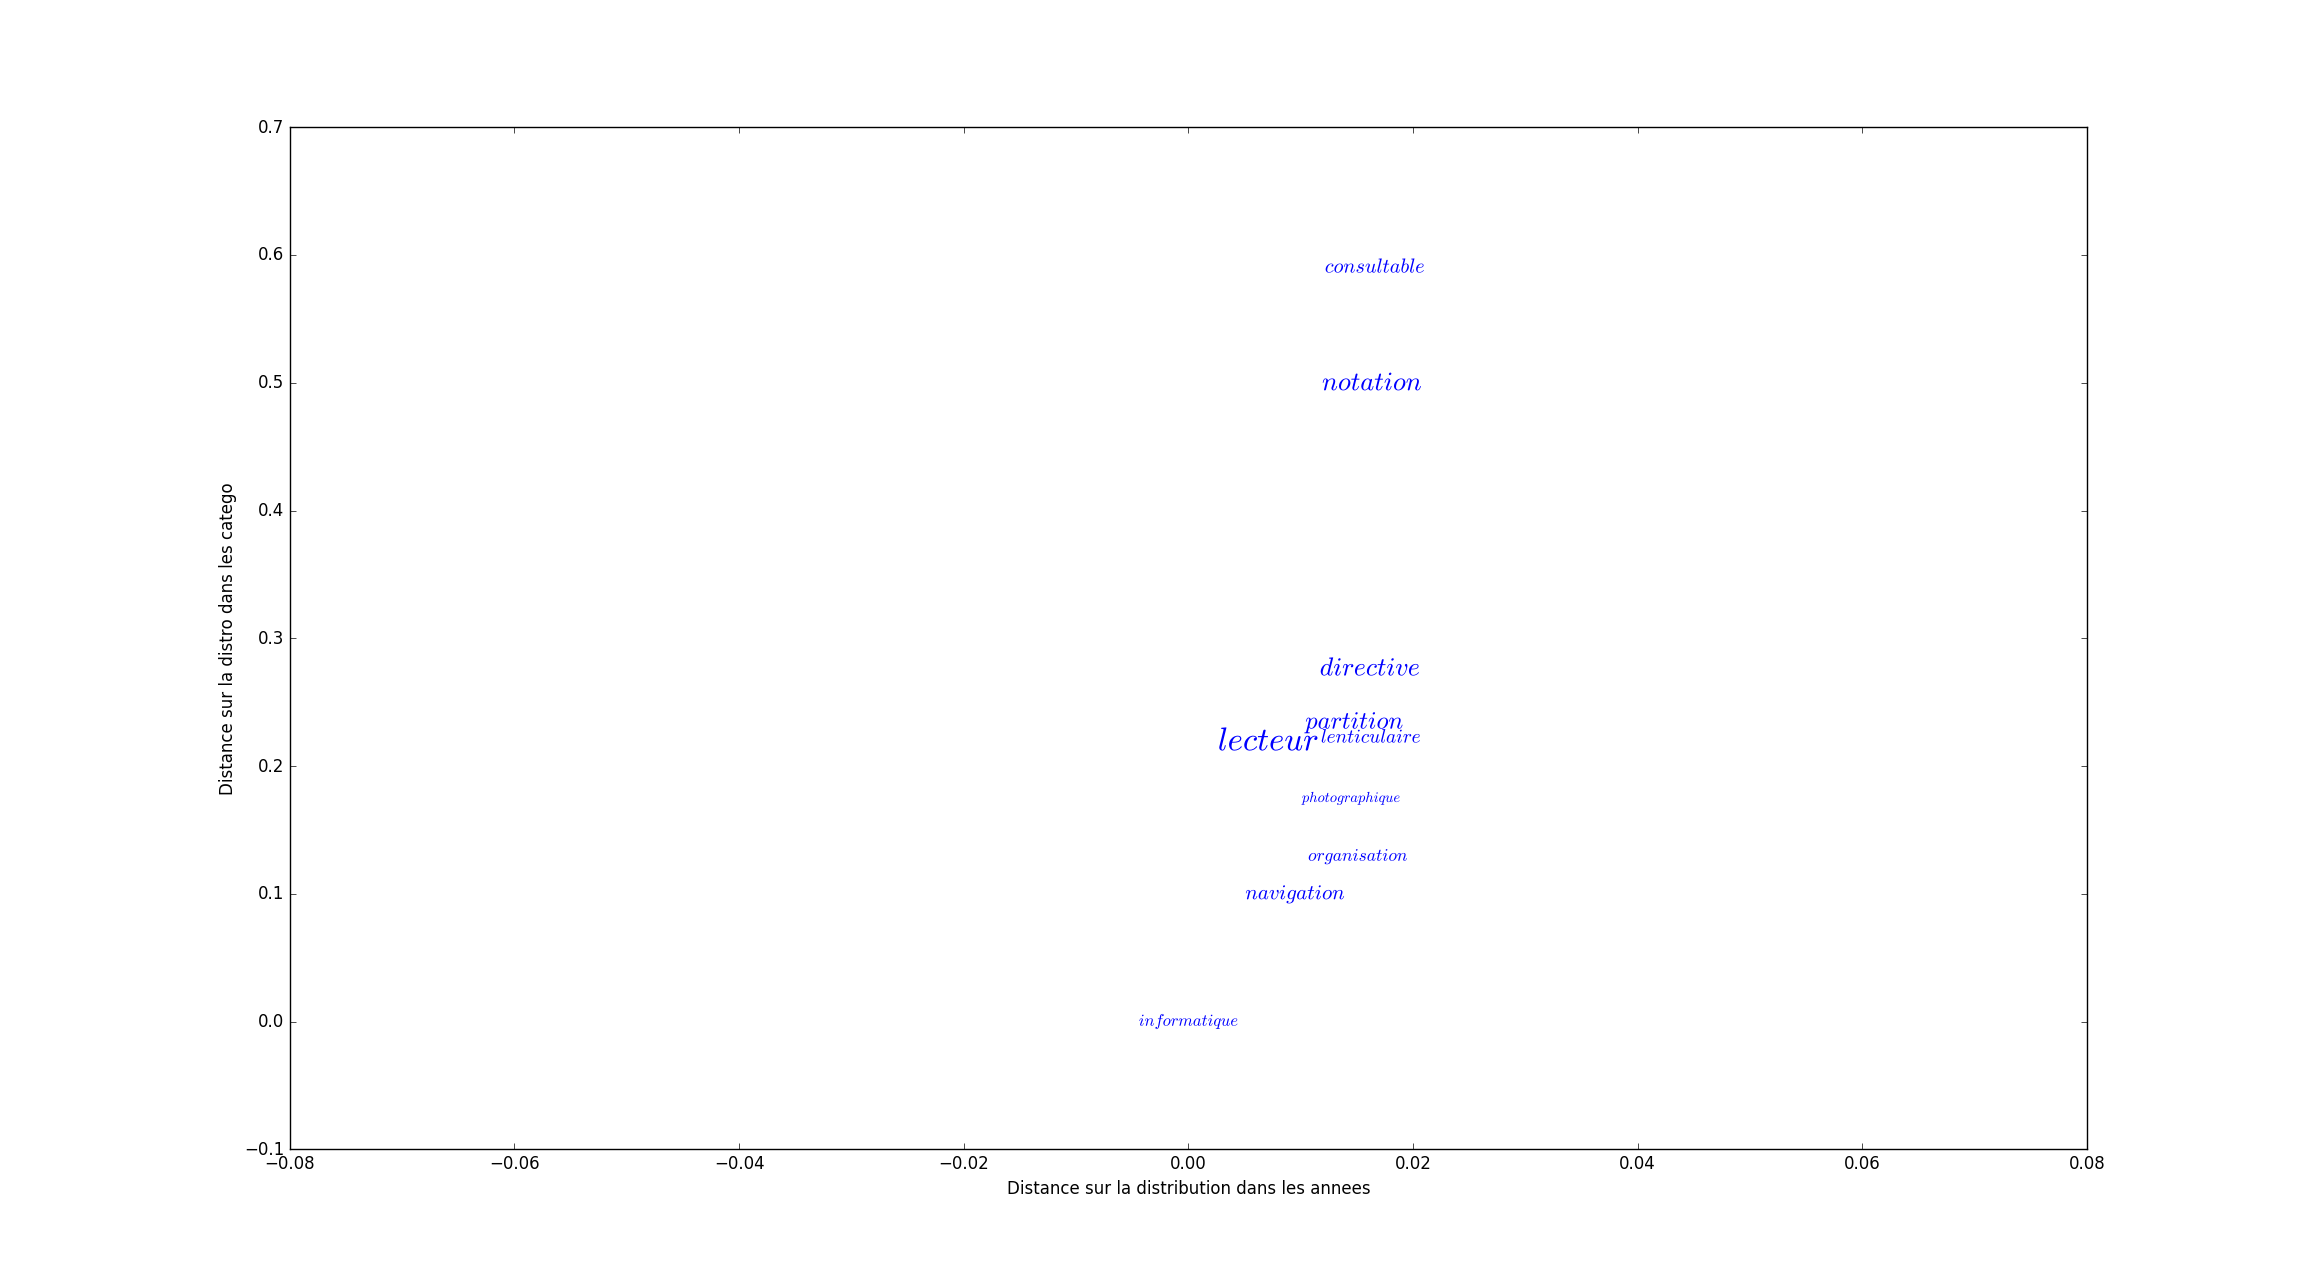 0.7
0.6
0.5
0.4
0.3
0.2
0.1
0.0
−0.1
Distance sur la distro dans les catego
consultable
notation
directive
partition
lecteur
lenticulaire
photographique
organisation
navigation
informatique
−0.08 −0.06 −0.04 −0.02 0.00 0.02 0.04 0.06 0.08
Distance sur la distribution dans les annees